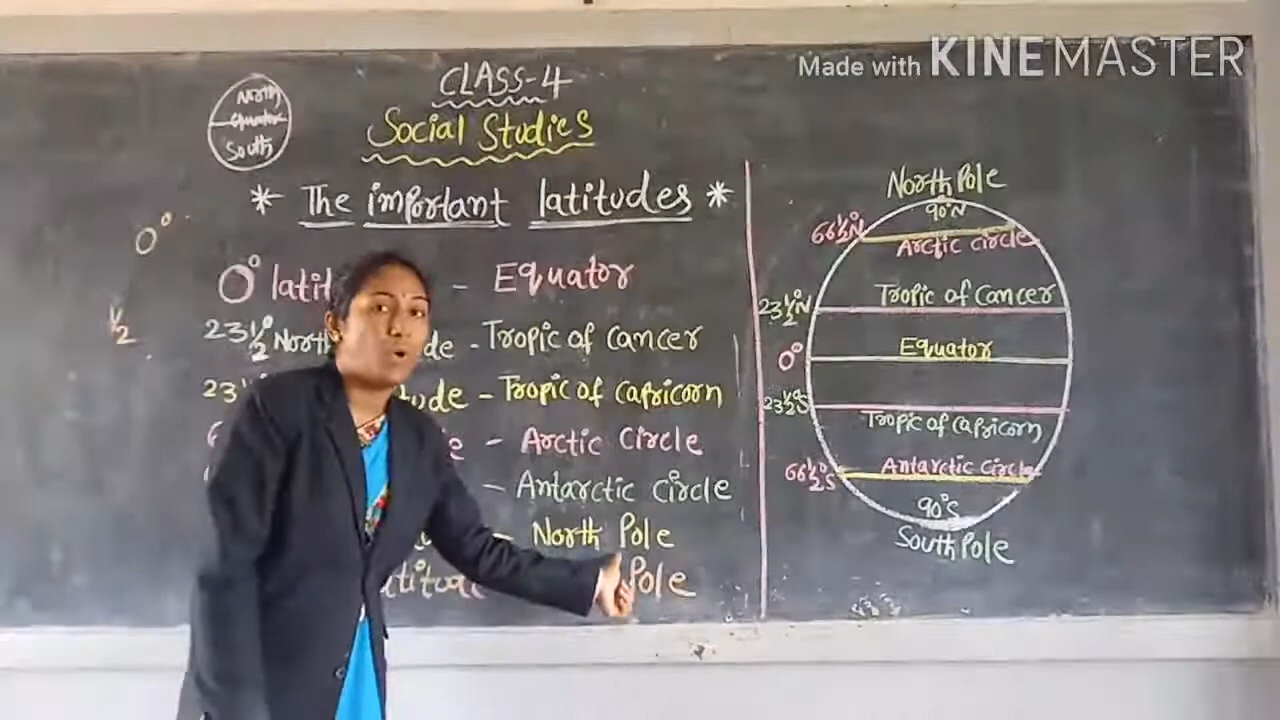 Made with KINEMASTER
CLASS-4
Social Studies
North
Equator
South
* The important latitudes *
0°
½
0° latit - Equator
23½° North de - Tropic of Cancer
23 tude - Tropic of Capricorn
e - Arctic Circle
- Antarctic Circle
- North Pole
Pole
North Pole
90°N
66½°N
Arctic Circle
23½°N
Tropic of Cancer
0°
Equator
23½°S
Tropic of Capricorn
66½°S
Antarctic Circle
90°S
South Pole